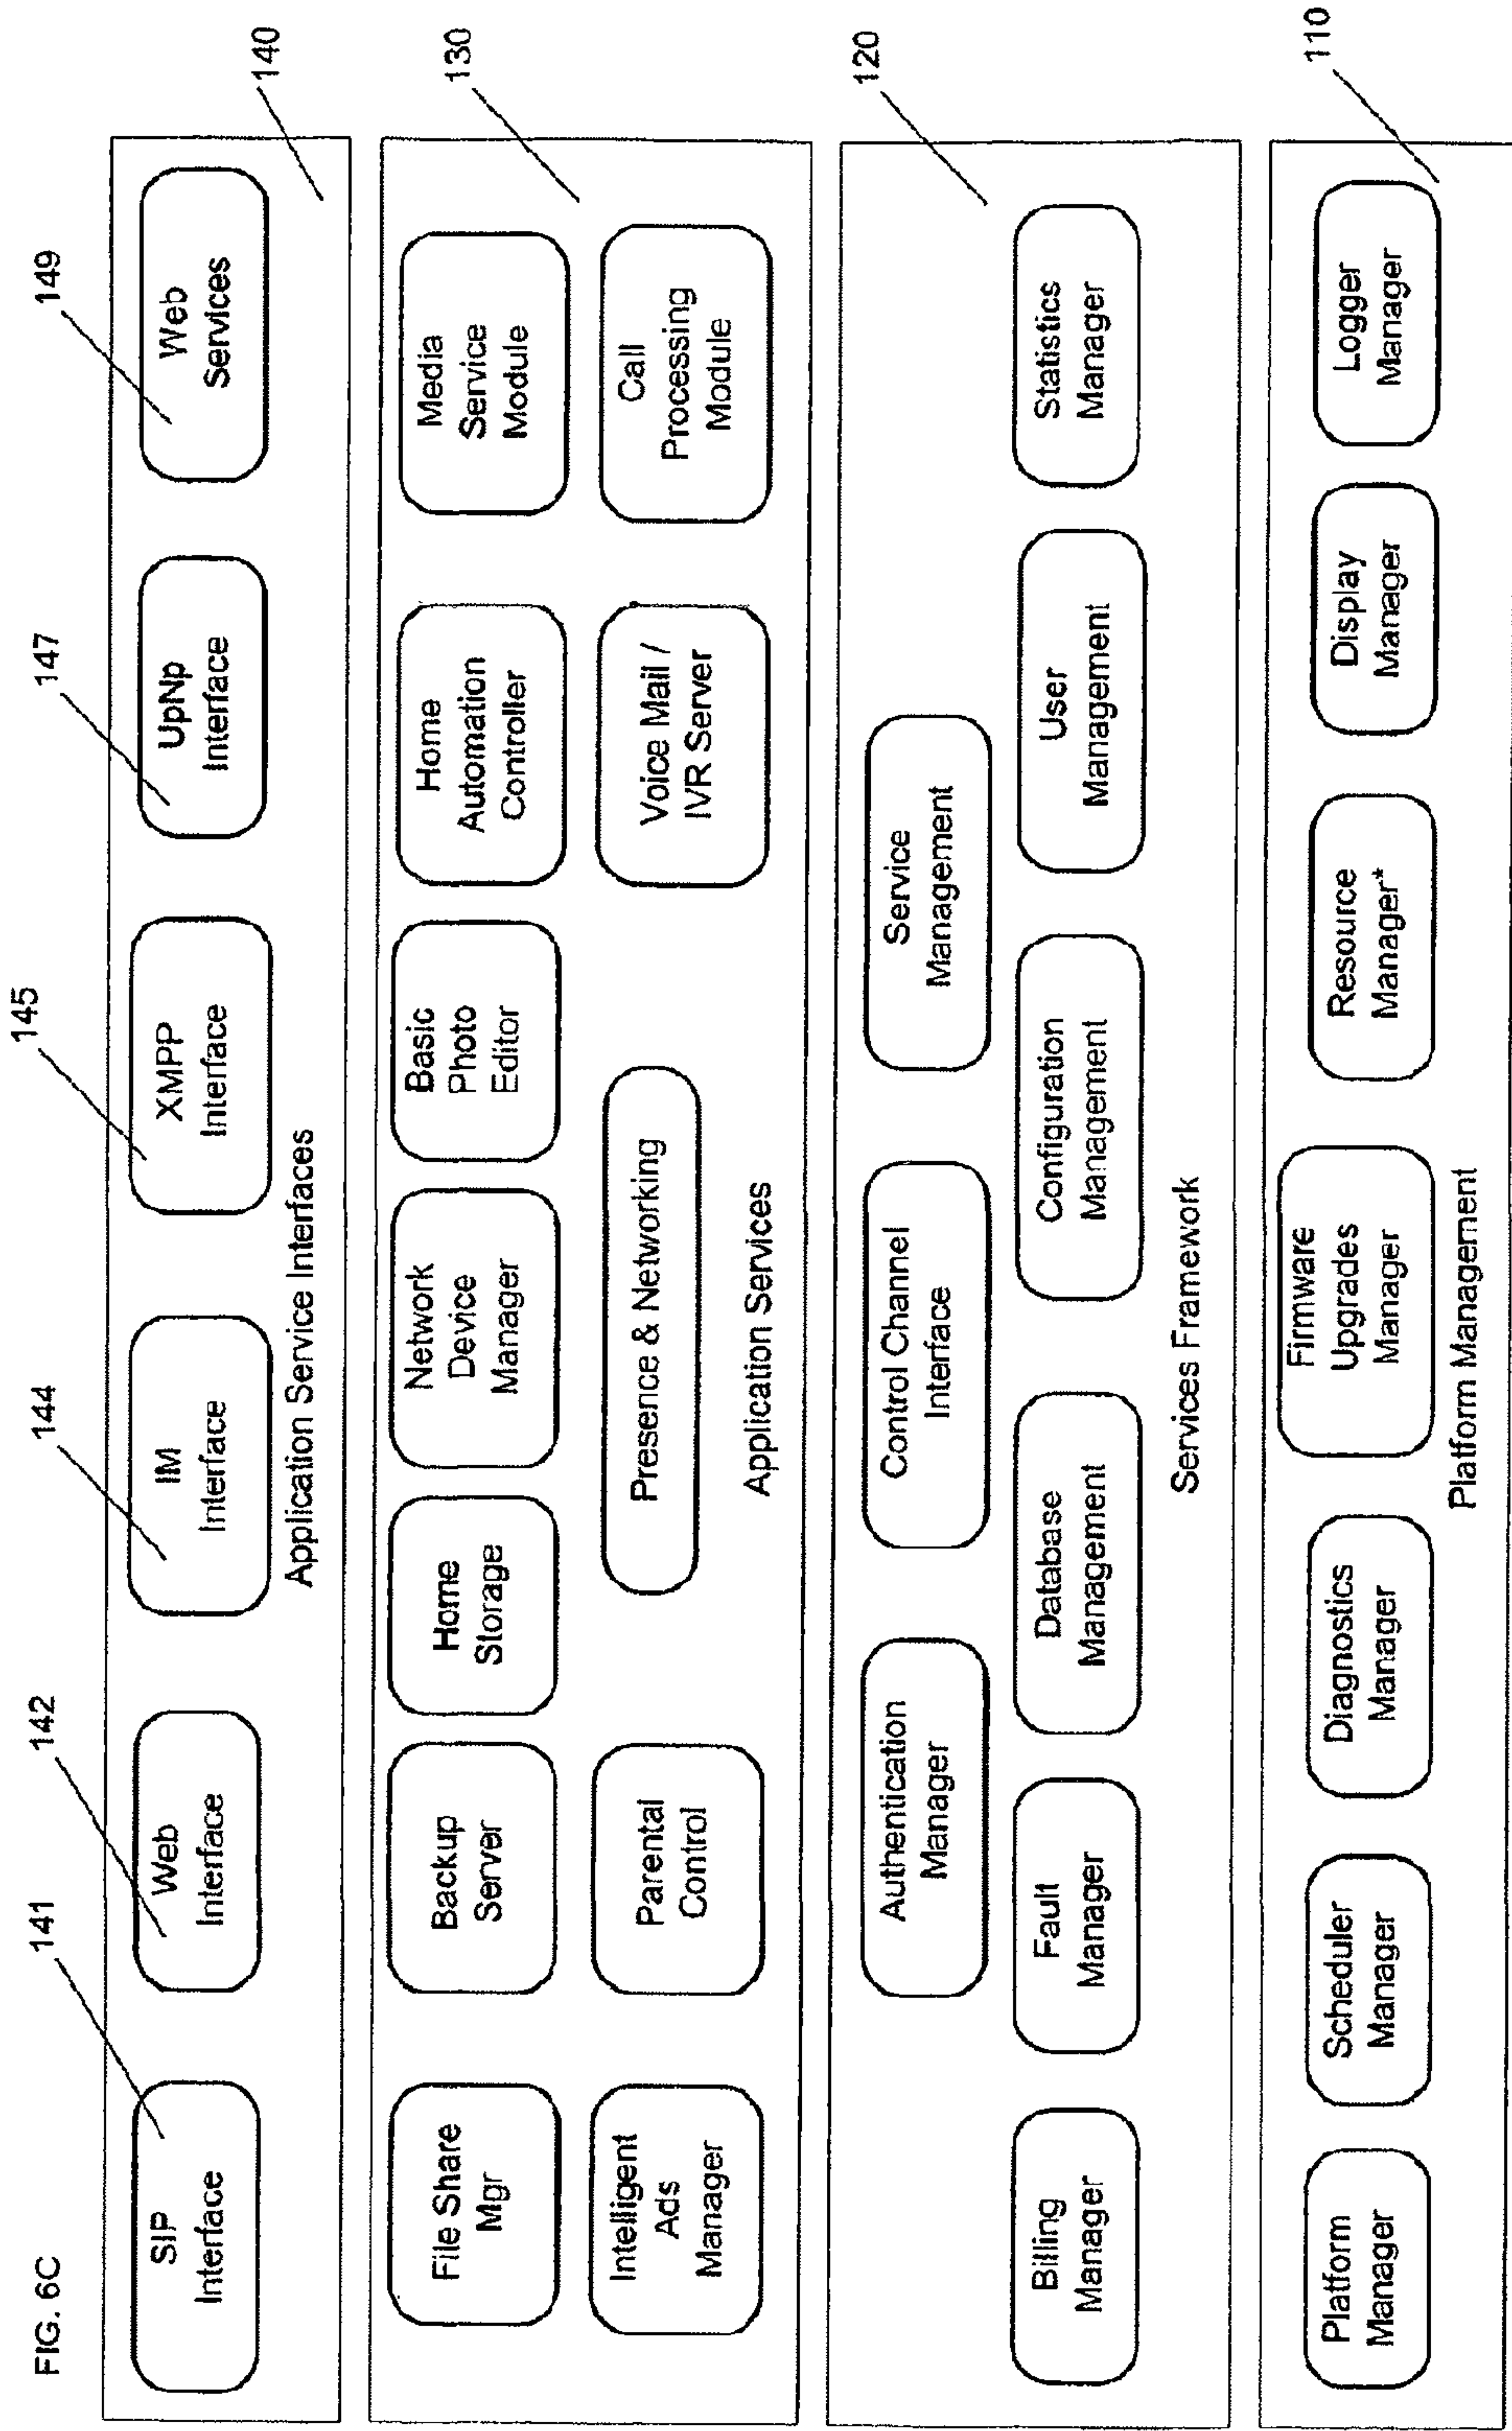 FIG. 6C
141
142
144
145
147
149
SIP
Interface
Web
Interface
IM
Interface
XMPP
Interface
UpNp
Interface
Web
Services
Application Service Interfaces
140
File Share
Mgr
Backup
Server
Home
Storage
Network
Device
Manager
Basic
Photo
Editor
Home
Automation
Controller
Media
Service
Module
Intelligent
Ads
Manager
Parental
Control
Presence & Networking
Voice Mail /
IVR Server
Call
Processing
Module
Application Services
130
Authentication
Manager
Control Channel
Interface
Service
Management
Billing
Manager
Fault
Manager
Database
Management
Configuration
Management
User
Management
Statistics
Manager
Services Framework
120
Platform
Manager
Scheduler
Manager
Diagnostics
Manager
Firmware
Upgrades
Manager
Resource
Manager*
Display
Manager
Logger
Manager
Platform Management
110